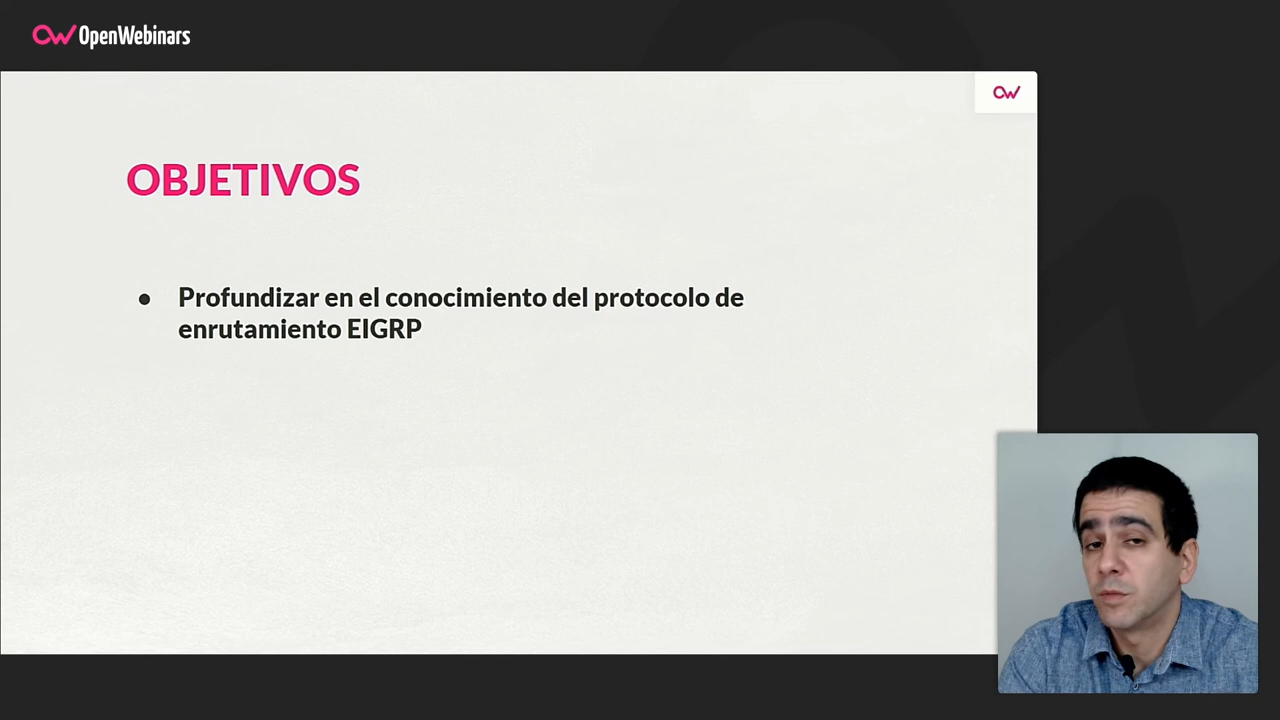 OpenWebinars
OBJETIVOS
● Profundizar en el conocimiento del protocolo de
enrutamiento EIGRP